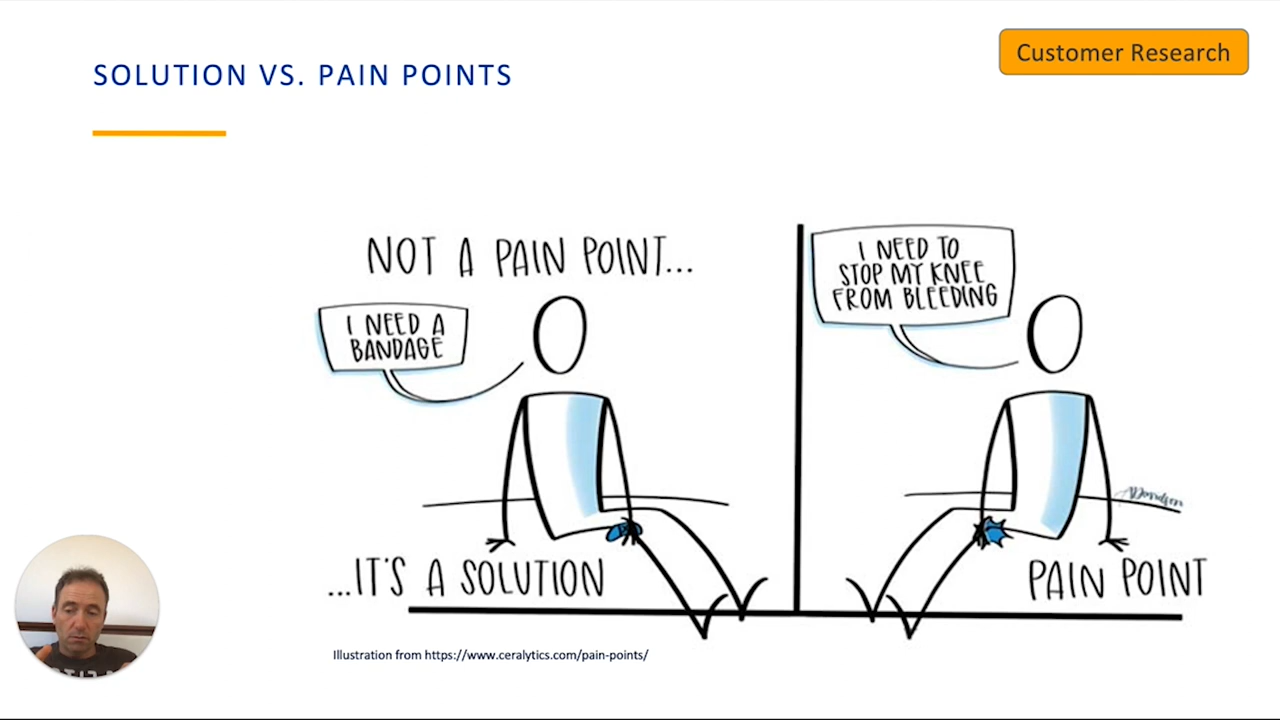 SOLUTION VS. PAIN POINTS
Customer Research
NOT A PAIN POINT...
I NEED A
BANDAGE
...IT'S A SOLUTION
I NEED TO
STOP MY KNEE
FROM BLEEDING
PAIN POINT
Illustration from https://www.ceralytics.com/pain-points/